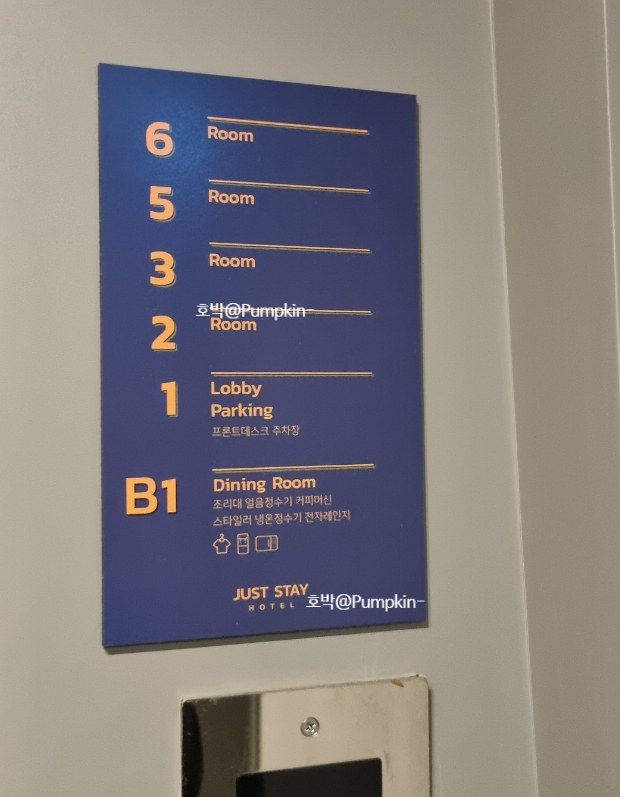 6 Room
5 Room
3 Room
호박@Pumpkin-
2 Room
1 Lobby
Parking
프론트데스크 주차장
B1 Dining Room
조리대 얼음정수기 커피머신
스타일러 냉온정수기 전자레인지
JUST STAY
HOTEL
호박@Pumpkin-